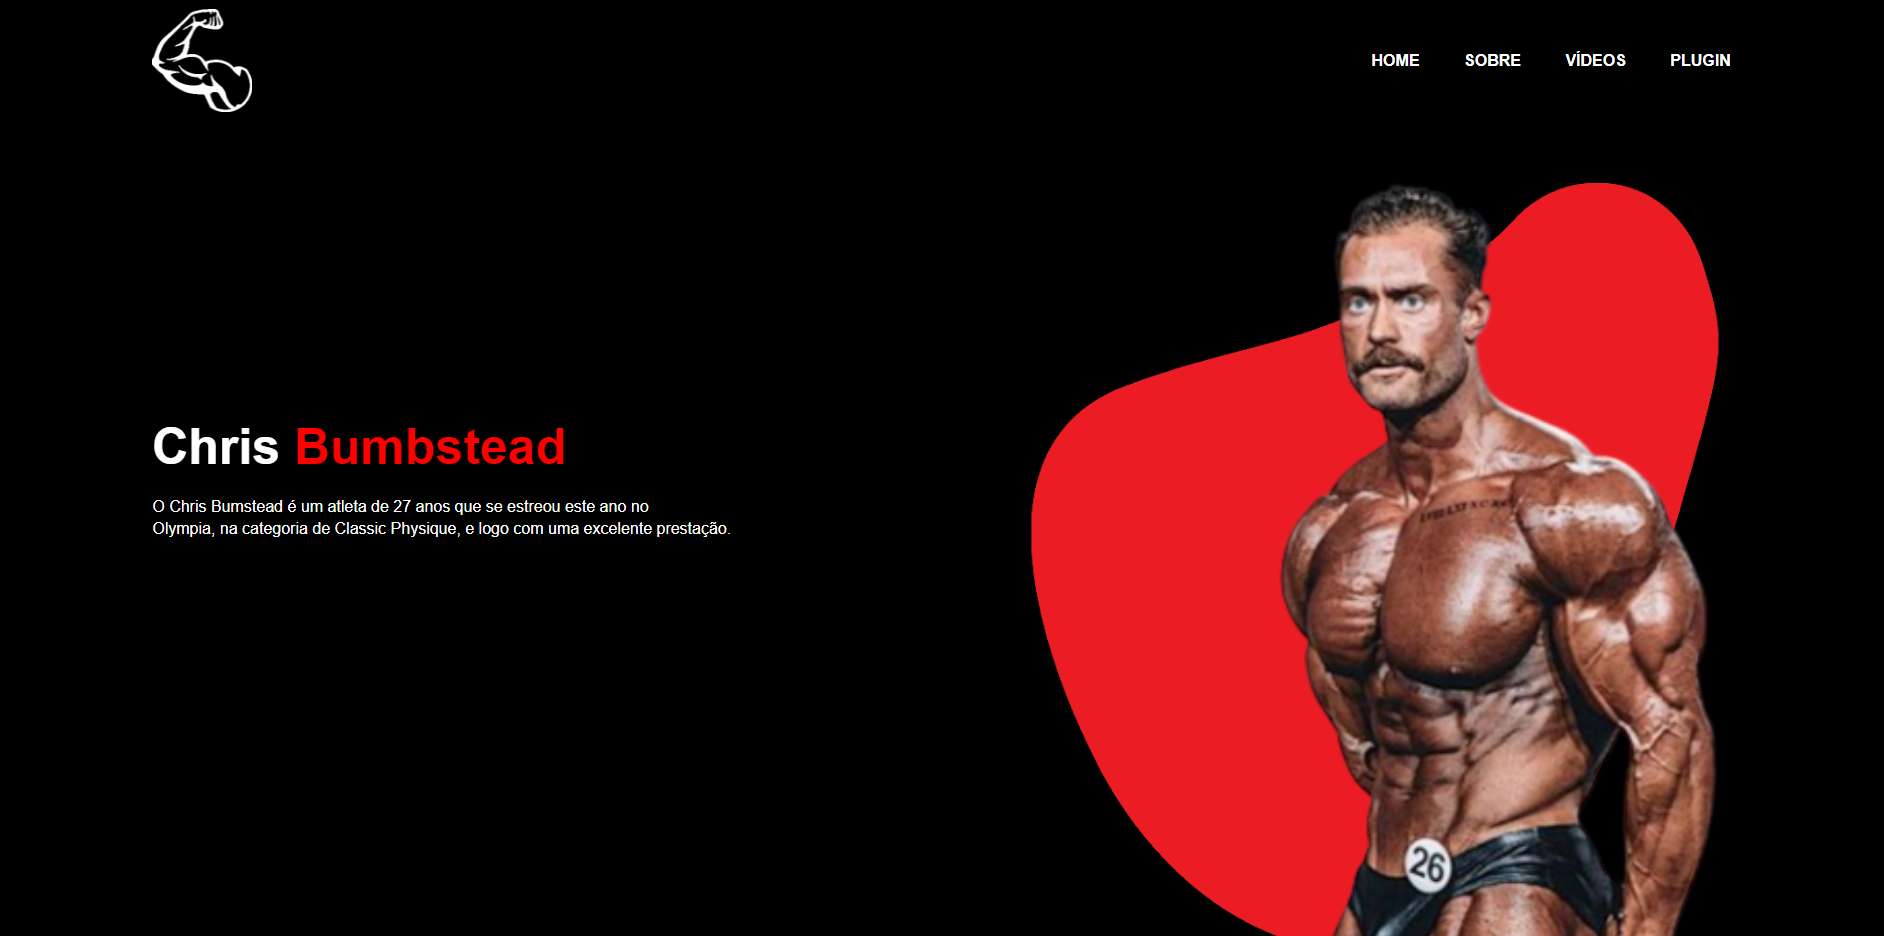 HOME SOBRE VÍDEOS PLUGIN
Chris Bumbstead
O Chris Bumstead é um atleta de 27 anos que se estreou este ano no
Olympia, na categoria de Classic Physique, e logo com uma excelente prestação.
26